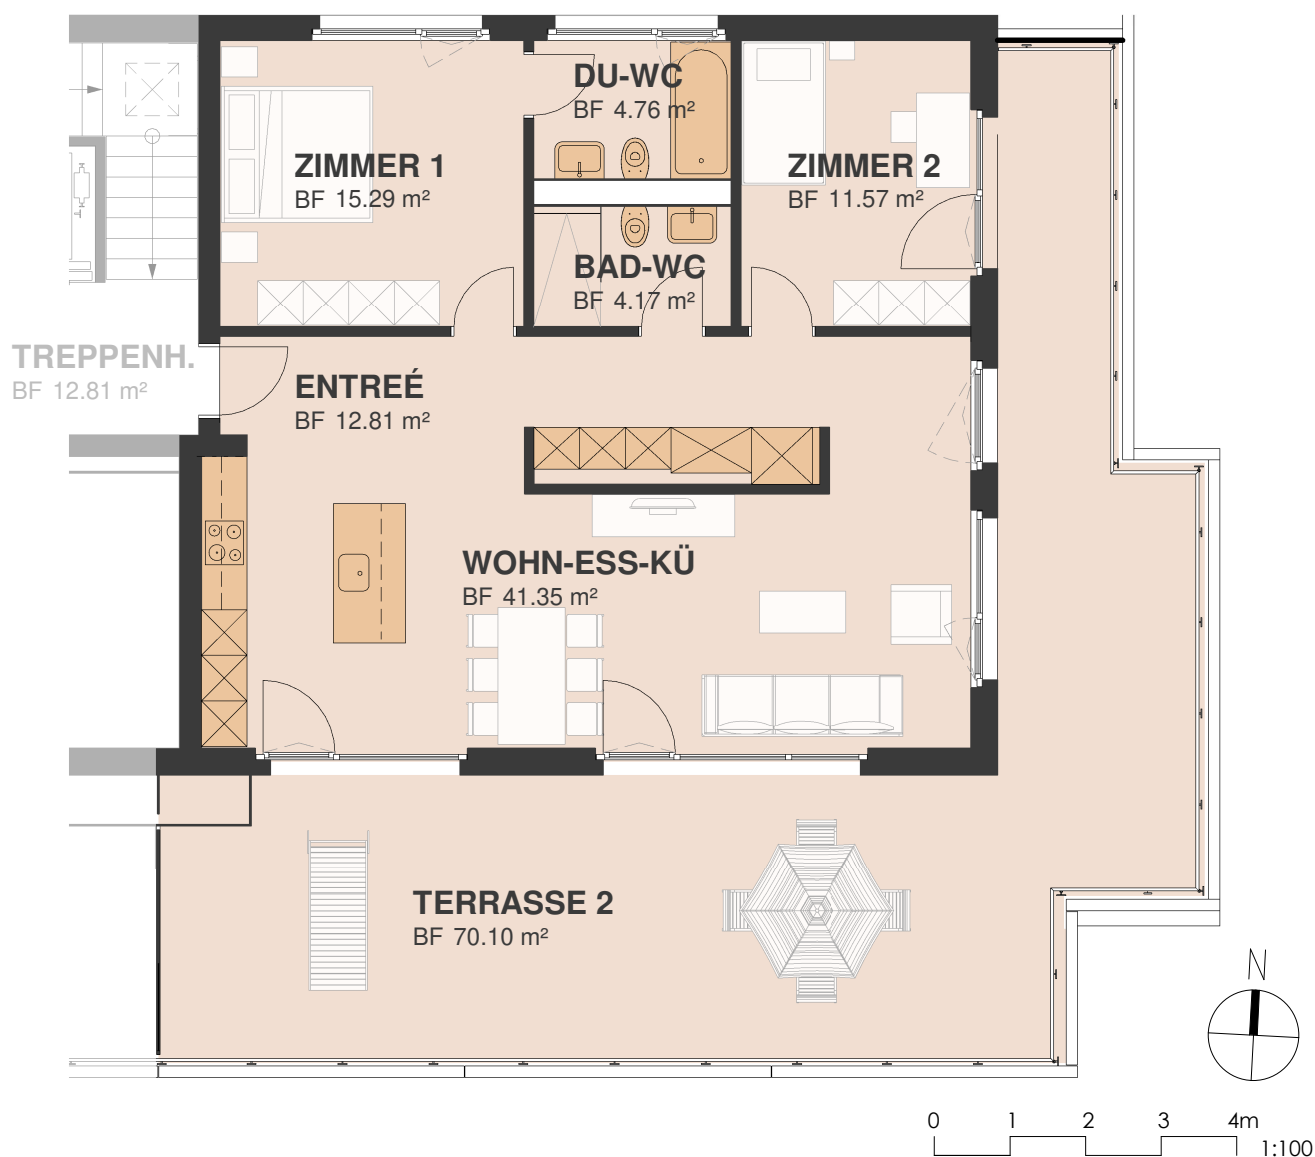 DU-WC
BF 4.76 m²
ZIMMER 1
BF 15.29 m²
ZIMMER 2
BF 11.57 m²
BAD-WC
BF 4.17 m²
TREPPENH.
BF 12.81 m²
ENTREÉ
BF 12.81 m²
WOHN-ESS-KÜ
BF 41.35 m²
TERRASSE 2
BF 70.10 m²
N
0 1 2 3 4m
1:100